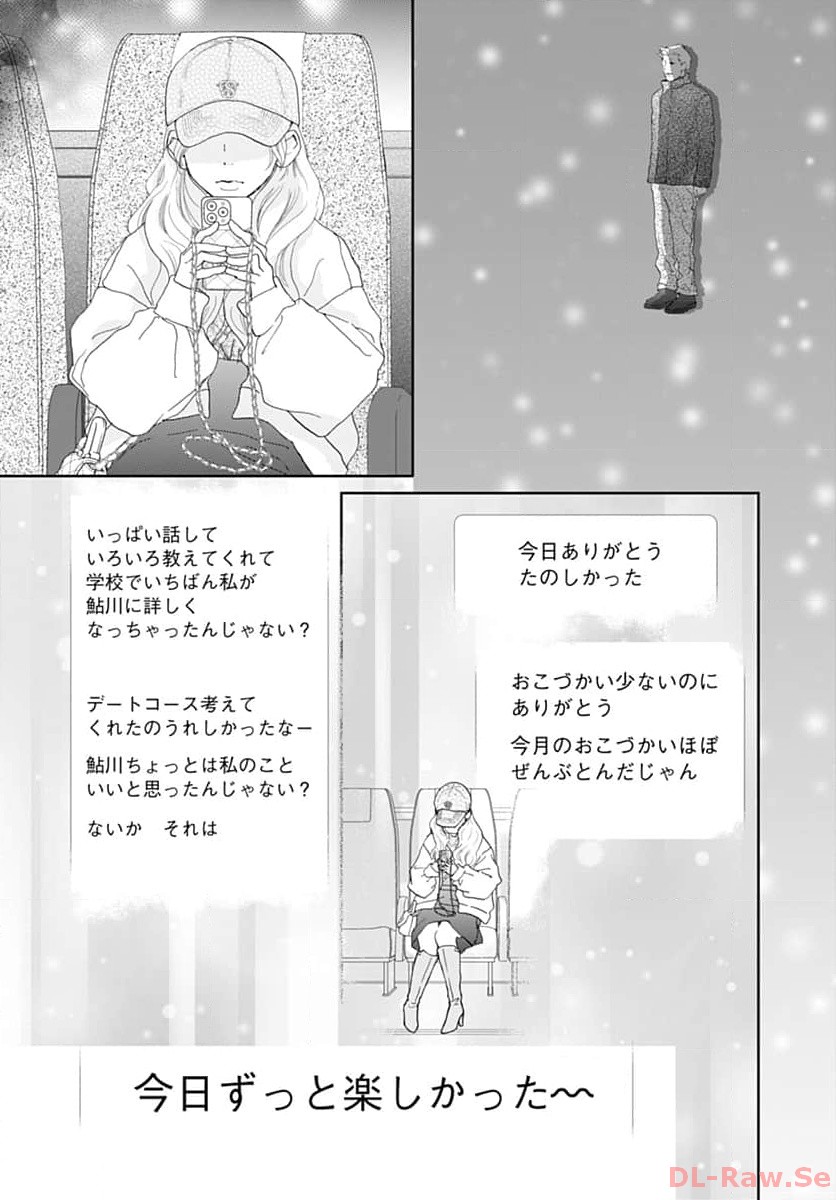 今日ありがとう
たのしかった
おこづかい少ないのに
ありがとう
今月のおこづかいほぼ
ぜんぶとんだじゃん
いっぱい話して
いろいろ教えてくれて
学校でいちばん私が
鮎川に詳しく
なっちゃったんじゃない？
デートコース考えて
くれたのうれしかったなー
鮎川ちょっとは私のこと
いいと思ったんじゃない？
ないか　それは
今日ずっと楽しかった〜〜
DL-Raw.Se